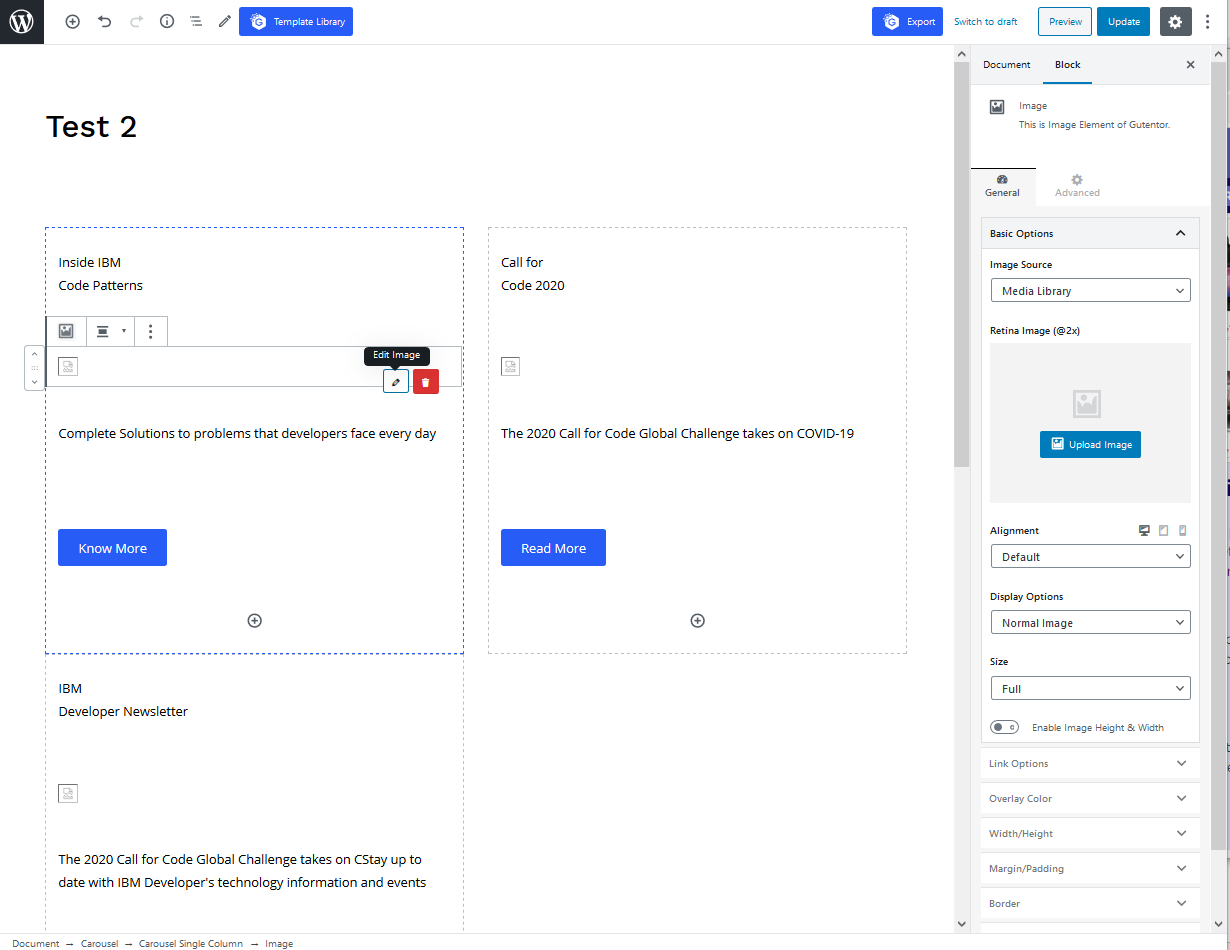 Template Library
Export
Switch to draft
Preview
Update
Document
Block
Image
This is Image Element of Gutentor.
General
Advanced
Basic Options
Image Source
Media Library
Retina Image (@2x)
Upload Image
Alignment
Default
Display Options
Normal Image
Size
Full
Enable Image Height & Width
Link Options
Overlay Color
Width/Height
Margin/Padding
Border
Test 2
Inside IBM
Code Patterns
Edit Image
Complete Solutions to problems that developers face every day
Know More
Call for
Code 2020
The 2020 Call for Code Global Challenge takes on COVID-19
Read More
IBM
Developer Newsletter
The 2020 Call for Code Global Challenge takes on CStay up to
date with IBM Developer's technology information and events
Document → Carousel → Carousel Single Column → Image